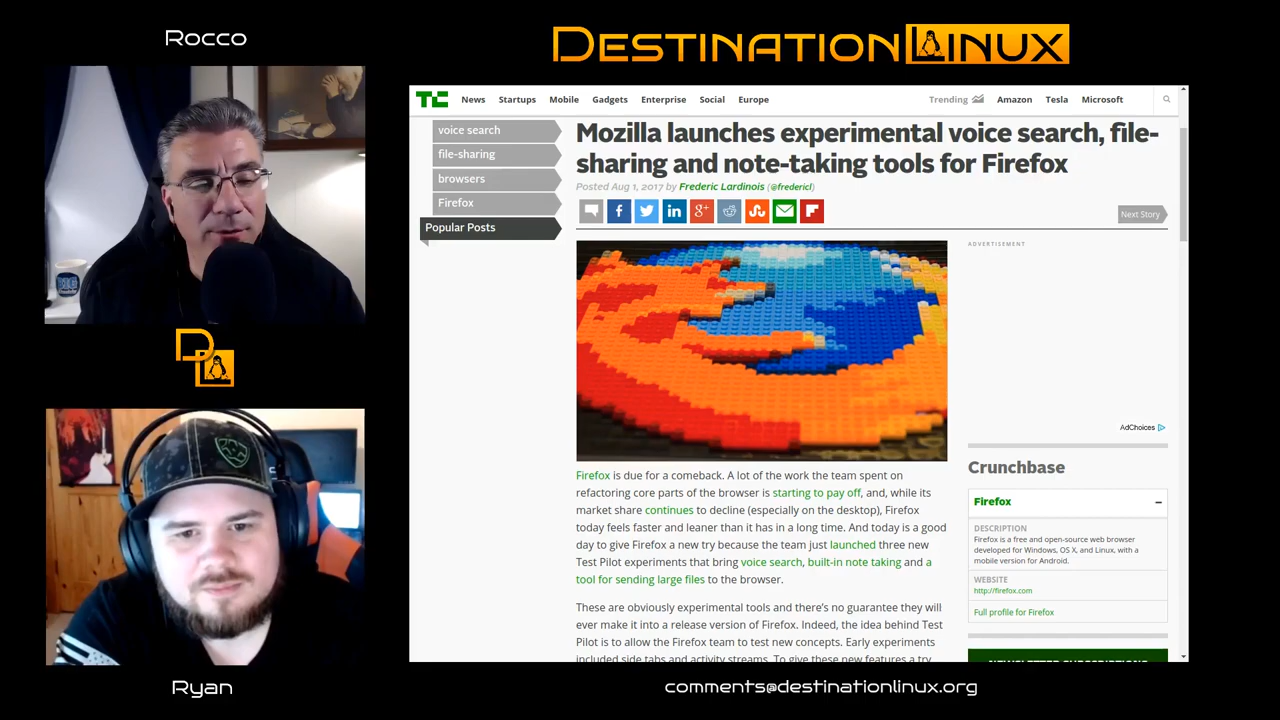 Rocco
DESTINATION LINUX
News Startups Mobile Gadgets Enterprise Social Europe Trending Amazon Tesla Microsoft
voice search
file-sharing
browsers
Firefox
Popular Posts
Mozilla launches experimental voice search, file-
sharing and note-taking tools for Firefox
Posted Aug 1, 2017 by Frederic Lardinois (@fredericl)
Next Story
ADVERTISEMENT
AdChoices
Firefox is due for a comeback. A lot of the work the team spent on
refactoring core parts of the browser is starting to pay off, and, while its
market share continues to decline (especially on the desktop), Firefox
today feels faster and leaner than it has in a long time. And today is a good
day to give Firefox a new try because the team just launched three new
Test Pilot experiments that bring voice search, built-in note taking and a
tool for sending large files to the browser.
These are obviously experimental tools and there's no guarantee they will
ever make it into a release version of Firefox. Indeed, the idea behind Test
Pilot is to allow the Firefox team to test new concepts. Early experiments
included side tabs and activity streams. To give these new features a try,
Crunchbase
Firefox
DESCRIPTION
Firefox is a free and open-source web browser
developed for Windows, OS X, and Linux, with a
mobile version for Android.
WEBSITE
http://firefox.com
Full profile for Firefox
NEWSLETTER SUBSCRIPTIONS
DL
Ryan
comments@destinationlinux.org